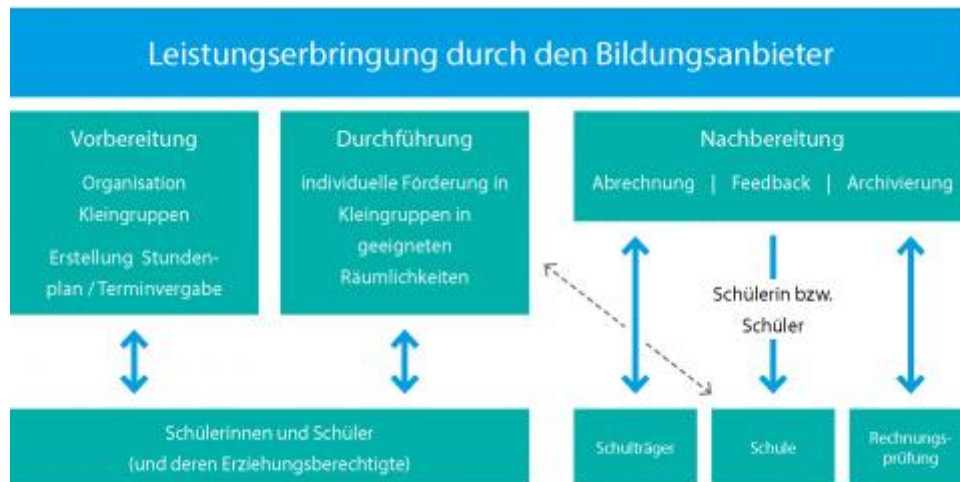 Leistungserbringung durch den Bildungsanbieter
Vorbereitung
Organisation
Kleingruppen
Erstellung Stunden-
plan / Terminvergabe
Durchführung
Individuelle Förderung in
Kleingruppen in
geeigneten
Räumlichkeiten
Nachbereitung
Abrechnung | Feedback | Archivierung
Schülerin bzw.
Schüler
Schülerinnen und Schüler
(und deren Erziehungsberechtigte)
Schulträger
Schule
Rechnungs-
prüfung